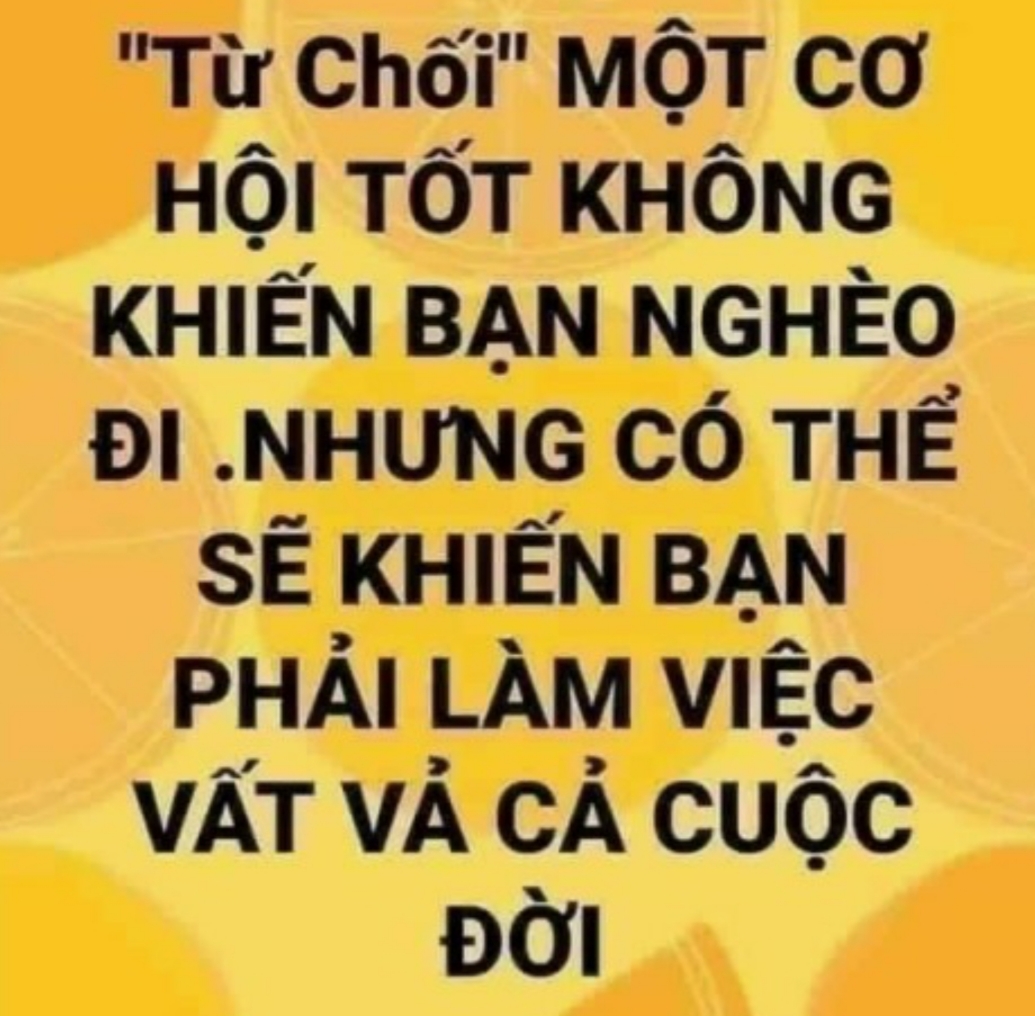 "Từ Chối" MỘT CƠ
HỘI TỐT KHÔNG
KHIẾN BẠN NGHÈO
ĐI .NHƯNG CÓ THỂ
SẼ KHIẾN BẠN
PHẢI LÀM VIỆC
VẤT VẢ CẢ CUỘC
ĐỜI